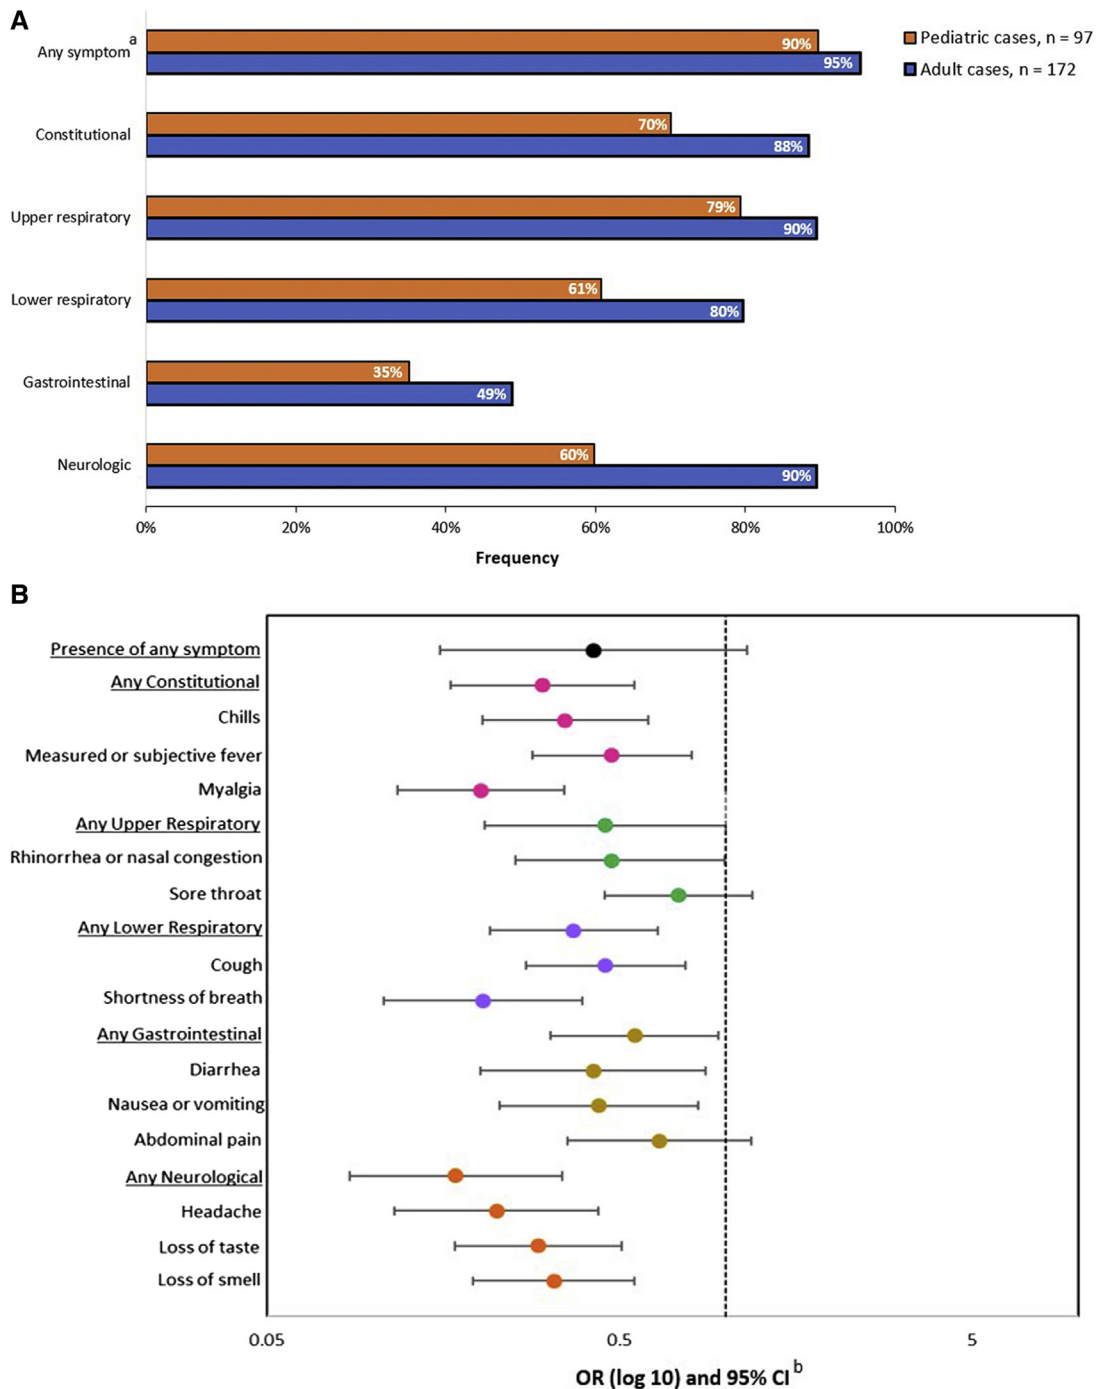 A
Any symptom a
Pediatric cases, n = 97
Adult cases, n = 172
90%
95%
Constitutional
70%
88%
Upper respiratory
79%
90%
Lower respiratory
61%
80%
Gastrointestinal
35%
49%
Neurologic
60%
90%
0% 20% 40% 60% 80% 100%
Frequency
B
Presence of any symptom
Any Constitutional
Chills
Measured or subjective fever
Myalgia
Any Upper Respiratory
Rhinorrhea or nasal congestion
Sore throat
Any Lower Respiratory
Cough
Shortness of breath
Any Gastrointestinal
Diarrhea
Nausea or vomiting
Abdominal pain
Any Neurological
Headache
Loss of taste
Loss of smell
0.05 0.5 5
OR (log 10) and 95% CI b